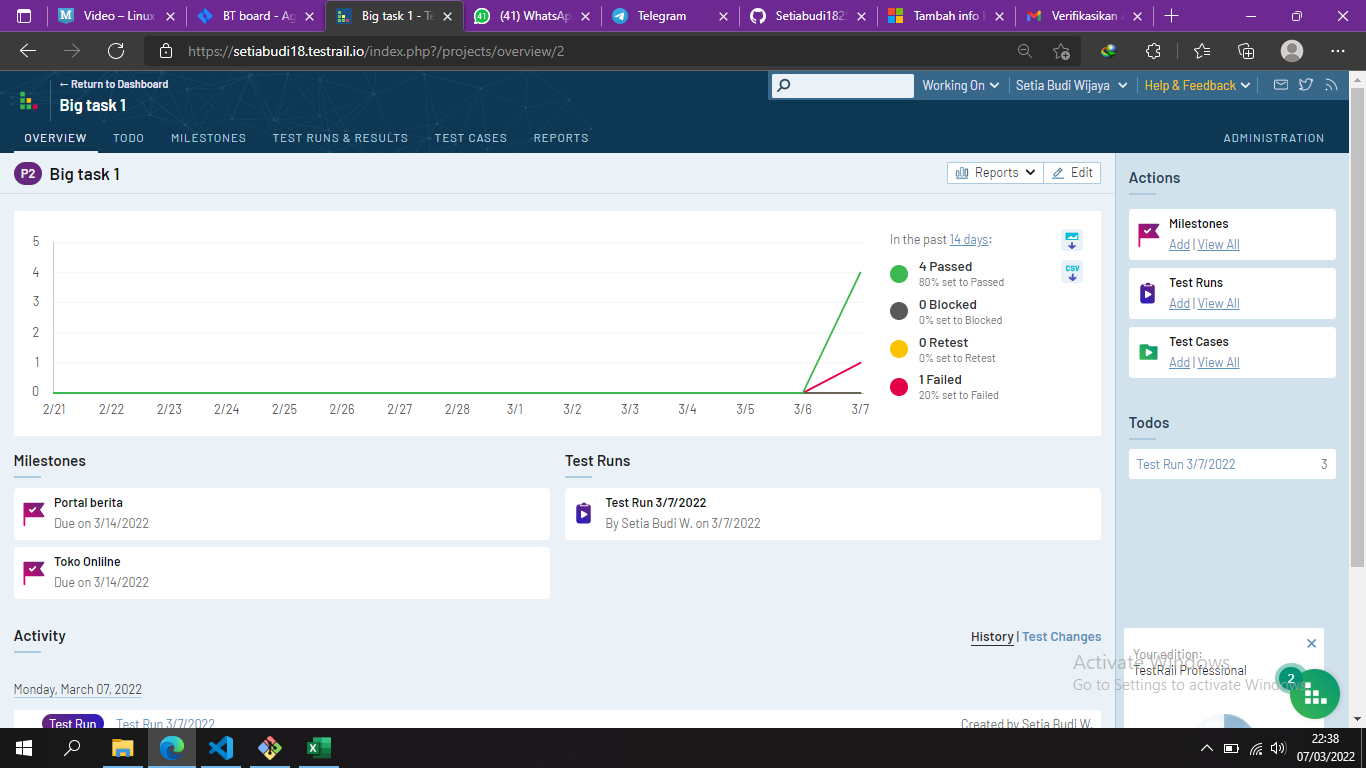 Video – Linux
BT board - Ag
Big task 1 - Te
(41) WhatsAp
Telegram
Setiabudi182
Tambah info k
Verifikasikan a
https://setiabudi18.testrail.io/index.php?/projects/overview/2
← Return to Dashboard
Big task 1
Working On
Setia Budi Wijaya
Help & Feedback
OVERVIEW
TODO
MILESTONES
TEST RUNS & RESULTS
TEST CASES
REPORTS
ADMINISTRATION
P2 Big task 1
Reports
Edit
5
4
3
2
1
0
2/21 2/22 2/23 2/24 2/25 2/26 2/27 2/28 3/1 3/2 3/3 3/4 3/5 3/6 3/7
In the past 14 days:
CSV
4 Passed
80% set to Passed
0 Blocked
0% set to Blocked
0 Retest
0% set to Retest
1 Failed
20% set to Failed
Milestones
Portal berita
Due on 3/14/2022
Toko Onlilne
Due on 3/14/2022
Test Runs
Test Run 3/7/2022
By Setia Budi W. on 3/7/2022
Activity
History | Test Changes
Monday, March 07, 2022
Test Run Test Run 3/7/2022
Created by Setia Budi W.
Actions
Milestones
Add | View All
Test Runs
Add | View All
Test Cases
Add | View All
Todos
Test Run 3/7/2022 3
Your edition:
TestRail Professional
2
Activate Windows
Go to Settings to activate Windows.
22:38
07/03/2022